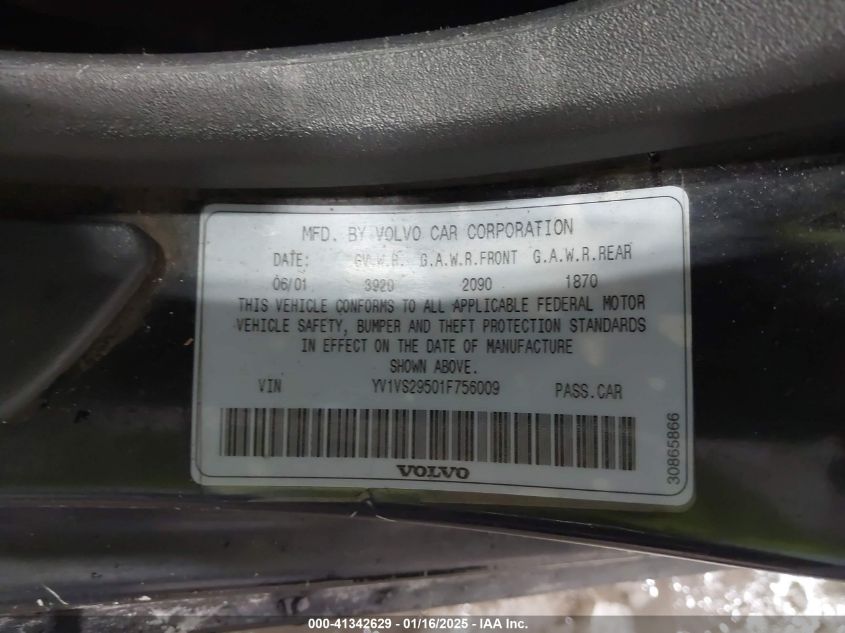 MFD. BY VOLVO CAR CORPORATION
DATE: G.V.W.R. G.A.W.R.FRONT G.A.W.R.REAR
06/01 3920 2090 1870
THIS VEHICLE CONFORMS TO ALL APPLICABLE FEDERAL MOTOR
VEHICLE SAFETY, BUMPER AND THEFT PROTECTION STANDARDS
IN EFFECT ON THE DATE OF MANUFACTURE
SHOWN ABOVE.
VIN YV1VS29501F756009 PASS.CAR
VOLVO
30865866
000-41342629 - 01/16/2025 - IAA Inc.